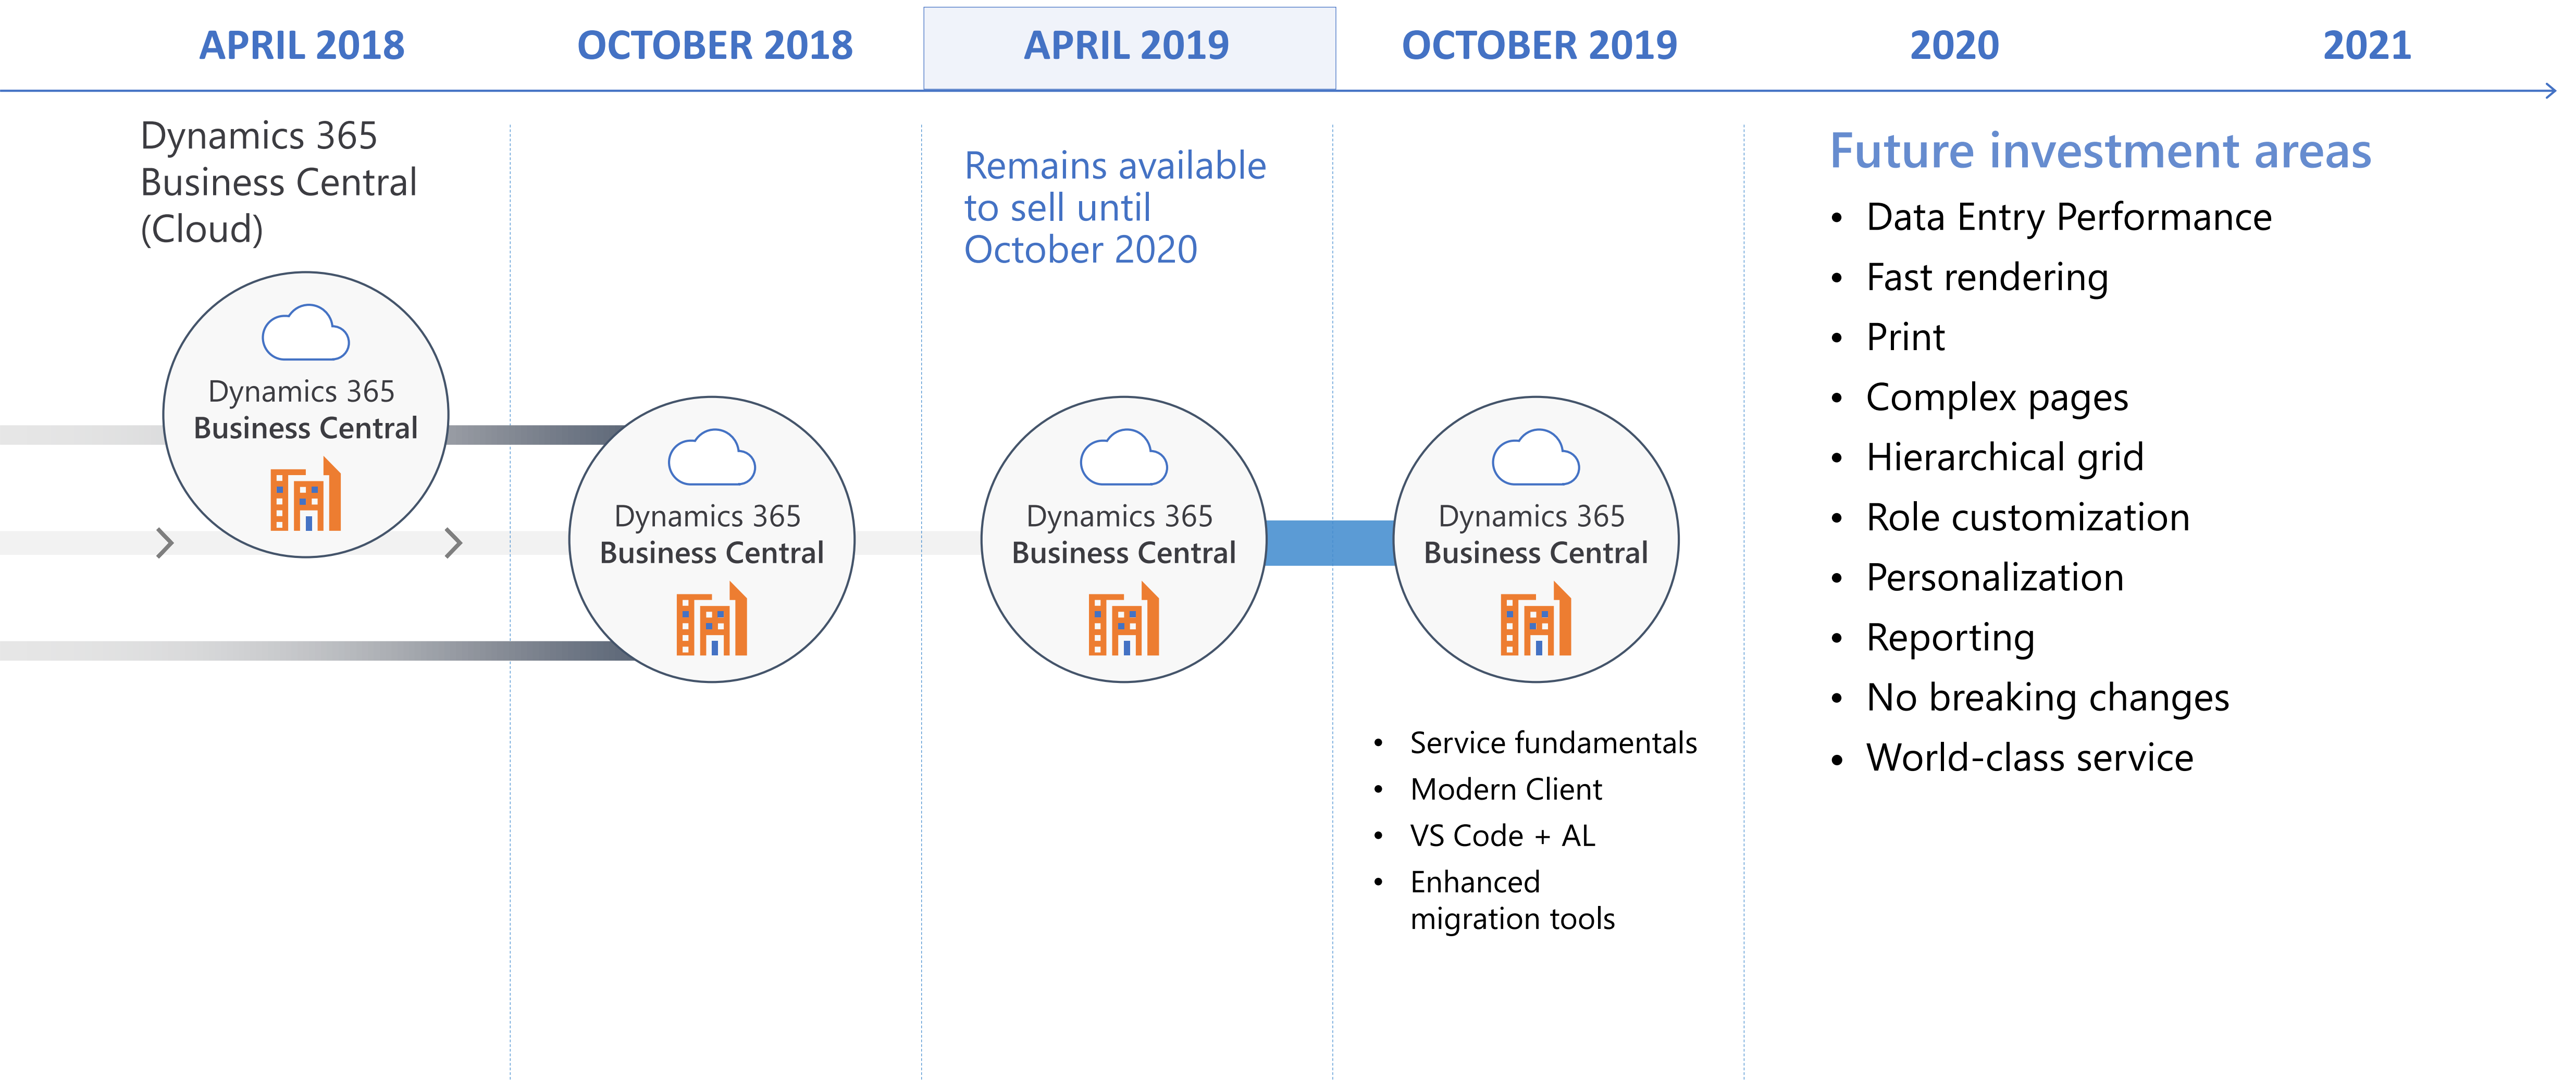 APRIL 2018
OCTOBER 2018
APRIL 2019
OCTOBER 2019
2020
2021
Dynamics 365
Business Central
(Cloud)
Dynamics 365
Business Central
Dynamics 365
Business Central
Remains available
to sell until
October 2020
Dynamics 365
Business Central
Dynamics 365
Business Central
• Service fundamentals
• Modern Client
• VS Code + AL
• Enhanced
migration tools
Future investment areas
• Data Entry Performance
• Fast rendering
• Print
• Complex pages
• Hierarchical grid
• Role customization
• Personalization
• Reporting
• No breaking changes
• World-class service